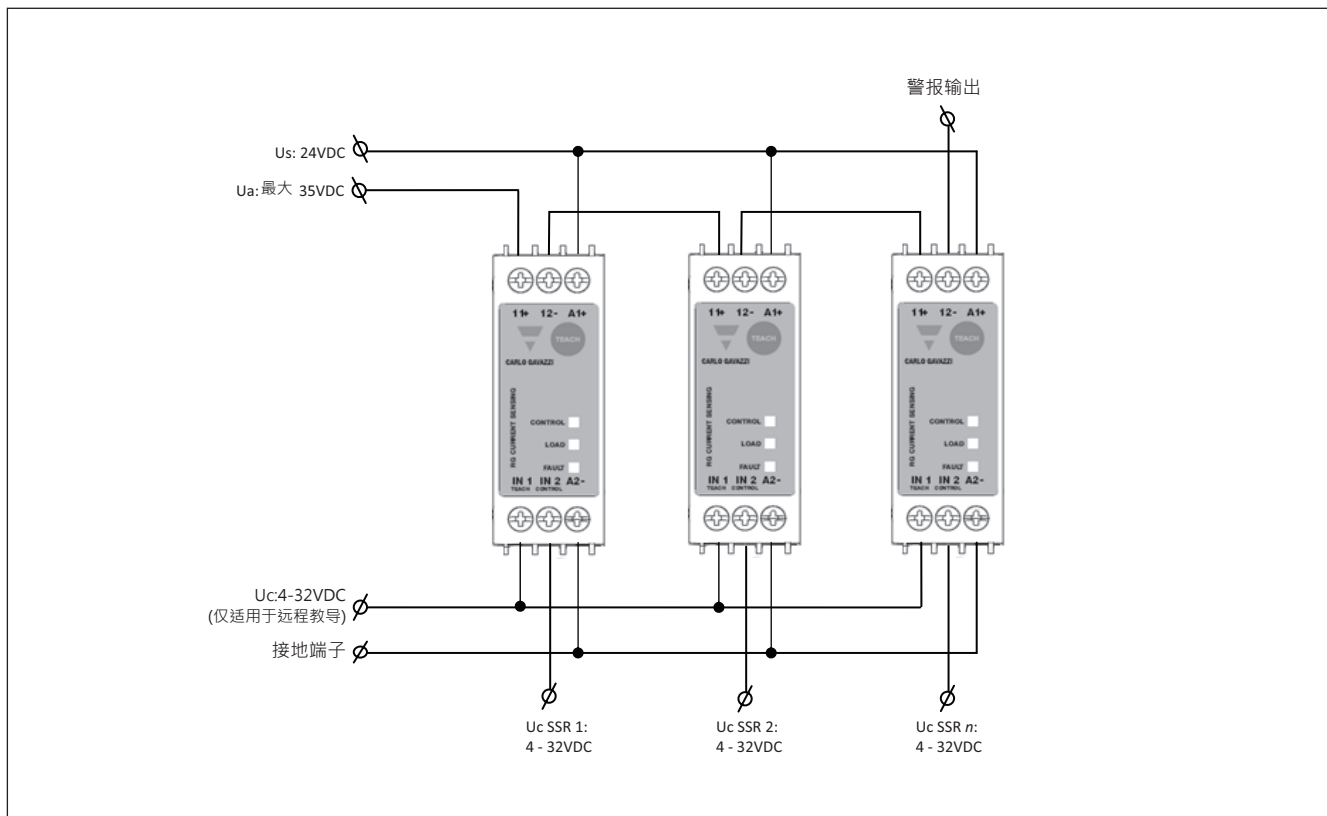 警报输出
Us: 24VDC
Ua: 最大 35VDC
11+ 12- A1+
TEACH
CARLO GAVAZZI
RG CURRENT SENSING
CONTROL
LOAD
FAULT
IN 1 IN 2 A2-
TEACH CONTROL
11+ 12- A1+
TEACH
CARLO GAVAZZI
RG CURRENT SENSING
CONTROL
LOAD
FAULT
IN 1 IN 2 A2-
TEACH CONTROL
11+ 12- A1+
TEACH
CARLO GAVAZZI
RG CURRENT SENSING
CONTROL
LOAD
FAULT
IN 1 IN 2 A2-
TEACH CONTROL
Uc:4-32VDC
(仅适用于远程教导)
接地端子
Uc SSR 1:
4 - 32VDC
Uc SSR 2:
4 - 32VDC
Uc SSR n:
4 - 32VDC